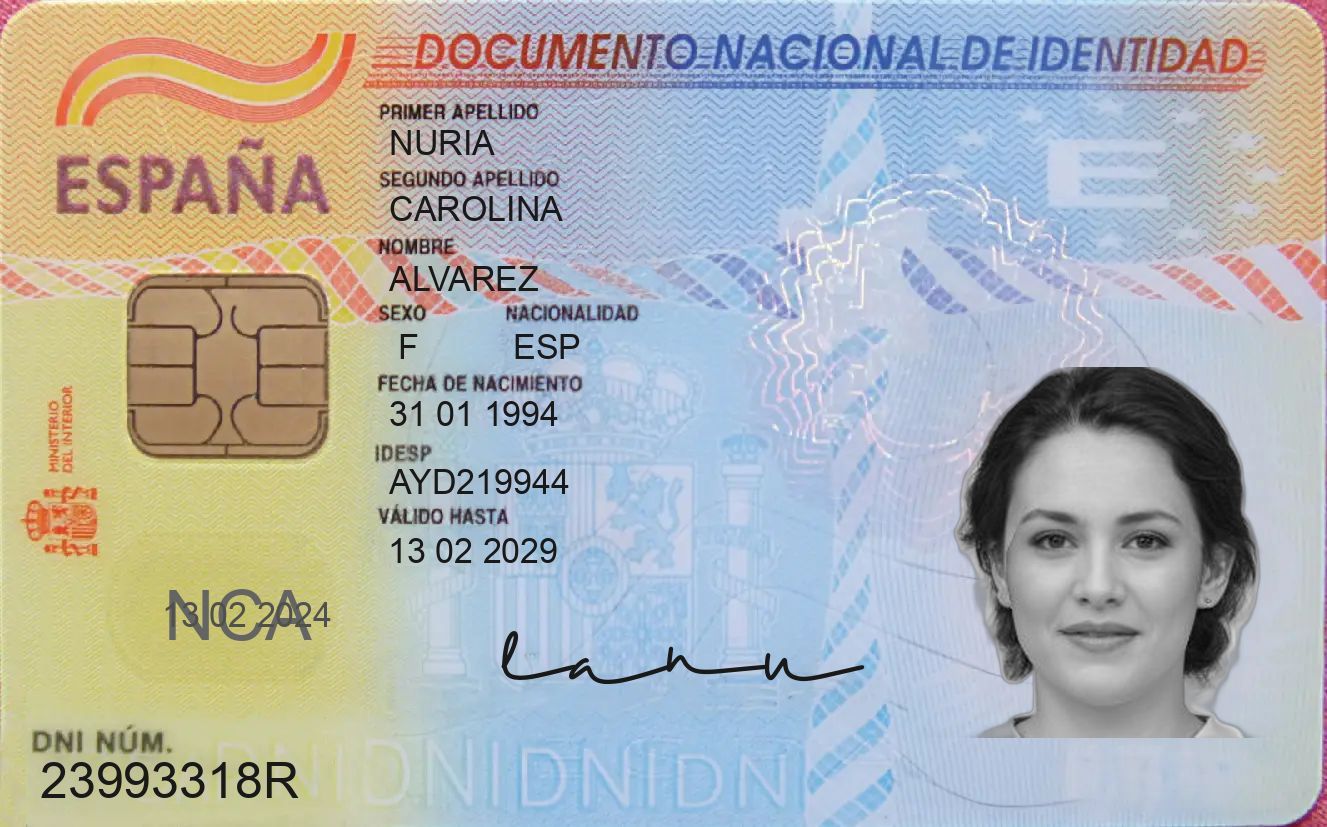 DOCUMENTO NACIONAL DE IDENTIDAD
ESPAÑA
PRIMER APELLIDO
NURIA
SEGUNDO APELLIDO
CAROLINA
NOMBRE
ALVAREZ
SEXO NACIONALIDAD
F ESP
FECHA DE NACIMIENTO
31 01 1994
IDESP
AYD219944
VÁLIDO HASTA
13 02 2029
MINISTERIO
DEL INTERIOR
E
NCA
13 02 2024
lanu
DNI NÚM.
23993318R
DNIDNIDNIDNI